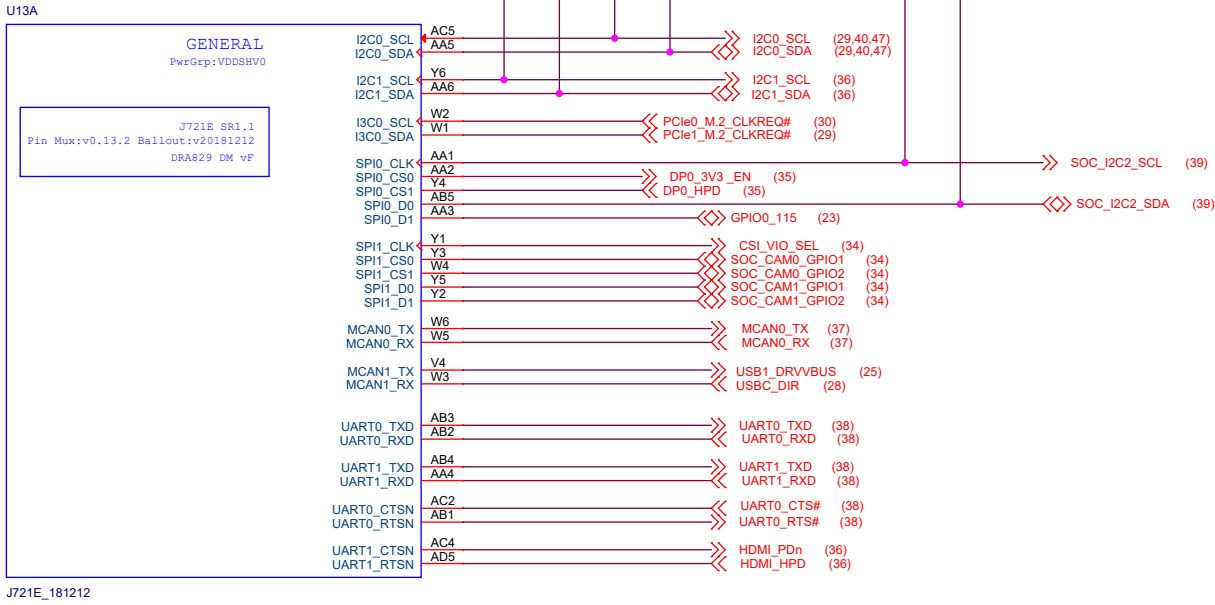 U13A
GENERAL
PwrGrp:VDDSHV0
J721E SR1.1
Pin Mux:v0.13.2 Ballout:v20181212
DRA829 DM vF
I2C0_SCL AC5 I2C0_SCL (29,40,47)
I2C0_SDA AA5 I2C0_SDA (29,40,47)
I2C1_SCL Y6 I2C1_SCL (36)
I2C1_SDA AA6 I2C1_SDA (36)
I3C0_SCL W2 PCIe0_M.2_CLKREQ# (30)
I3C0_SDA W1 PCIe1_M.2_CLKREQ# (29)
SPI0_CLK AA1 SOC_I2C2_SCL (39)
SPI0_CS0 AA2 DP0_3V3 _EN (35)
SPI0_CS1 Y4 DP0_HPD (35)
SPI0_D0 AB5 SOC_I2C2_SDA (39)
SPI0_D1 AA3 GPIO0_115 (23)
SPI1_CLK Y1 CSI_VIO_SEL (34)
SPI1_CS0 Y3 SOC_CAM0_GPIO1 (34)
SPI1_CS1 W4 SOC_CAM0_GPIO2 (34)
SPI1_D0 Y5 SOC_CAM1_GPIO1 (34)
SPI1_D1 Y2 SOC_CAM1_GPIO2 (34)
MCAN0_TX W6 MCAN0_TX (37)
MCAN0_RX W5 MCAN0_RX (37)
MCAN1_TX V4 USB1_DRVVBUS (25)
MCAN1_RX W3 USBC_DIR (28)
UART0_TXD AB3 UART0_TXD (38)
UART0_RXD AB2 UART0_RXD (38)
UART1_TXD AB4 UART1_TXD (38)
UART1_RXD AA4 UART1_RXD (38)
UART0_CTSN AC2 UART0_CTS# (38)
UART0_RTSN AB1 UART0_RTS# (38)
UART1_CTSN AC4 HDMI_PDn (36)
UART1_RTSN AD5 HDMI_HPD (36)
J721E_181212